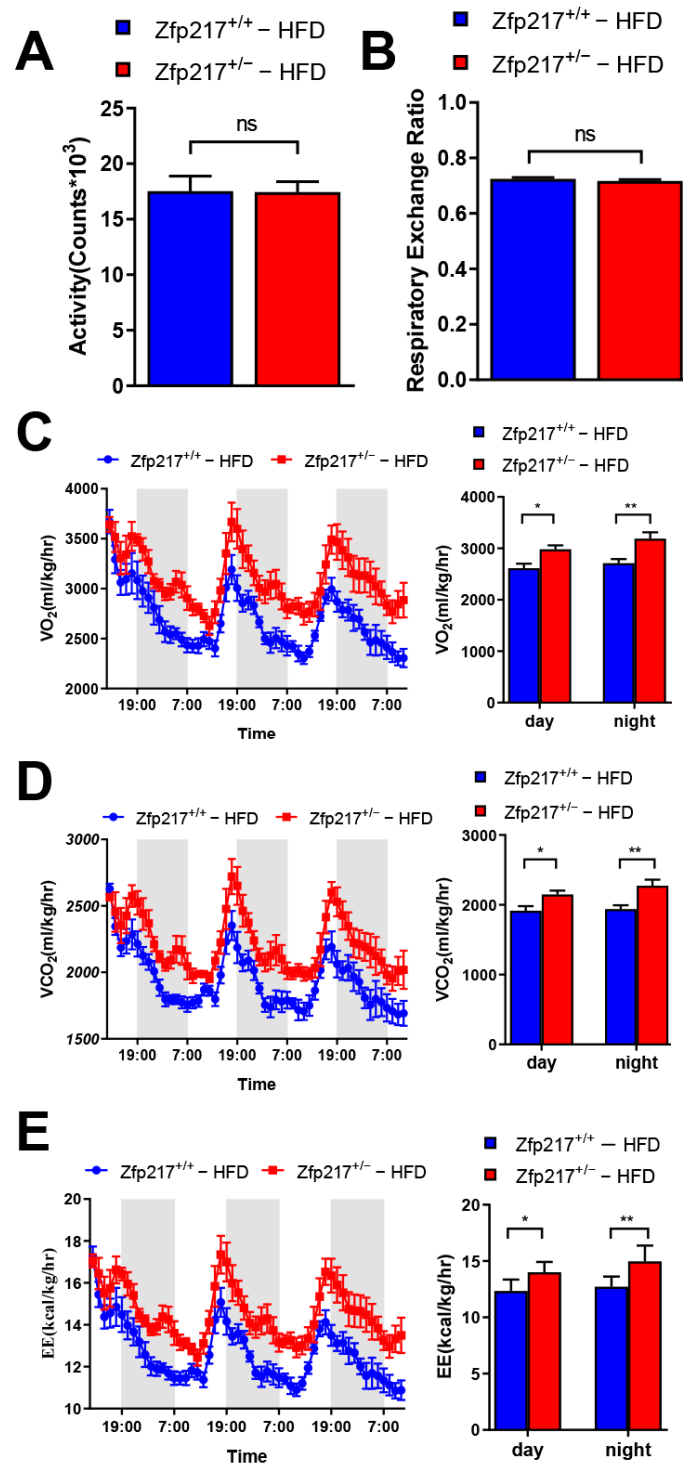 A
Zfp217+/+ – HFD
Zfp217+/− – HFD
Activity(Counts*10³)
25
20
15
10
5
0
ns
B
Zfp217+/+ – HFD
Zfp217+/− – HFD
Respiratory Exchange Ratio
1.0
0.8
0.6
0.4
0.2
0.0
ns
C
Zfp217+/+ – HFD
Zfp217+/− – HFD
VO₂(ml/kg/hr)
4000
3500
3000
2500
2000
19:00 7:00 19:00 7:00 19:00 7:00
Time
Zfp217+/+ – HFD
Zfp217+/− – HFD
VO₂(ml/kg/hr)
4000
3000
2000
1000
0
* **
day night
D
Zfp217+/+ – HFD
Zfp217+/− – HFD
VCO₂(ml/kg/hr)
3000
2500
2000
1500
19:00 7:00 19:00 7:00 19:00 7:00
Time
Zfp217+/+ – HFD
Zfp217+/− – HFD
VCO₂(ml/kg/hr)
3000
2000
1000
0
* **
day night
E
Zfp217+/+ – HFD
Zfp217+/− – HFD
EE(kcal/kg/hr)
20
18
16
14
12
10
19:00 7:00 19:00 7:00 19:00 7:00
Time
Zfp217+/+ — HFD
Zfp217+/− – HFD
EE(kcal/kg/hr)
20
15
10
5
0
* **
day night